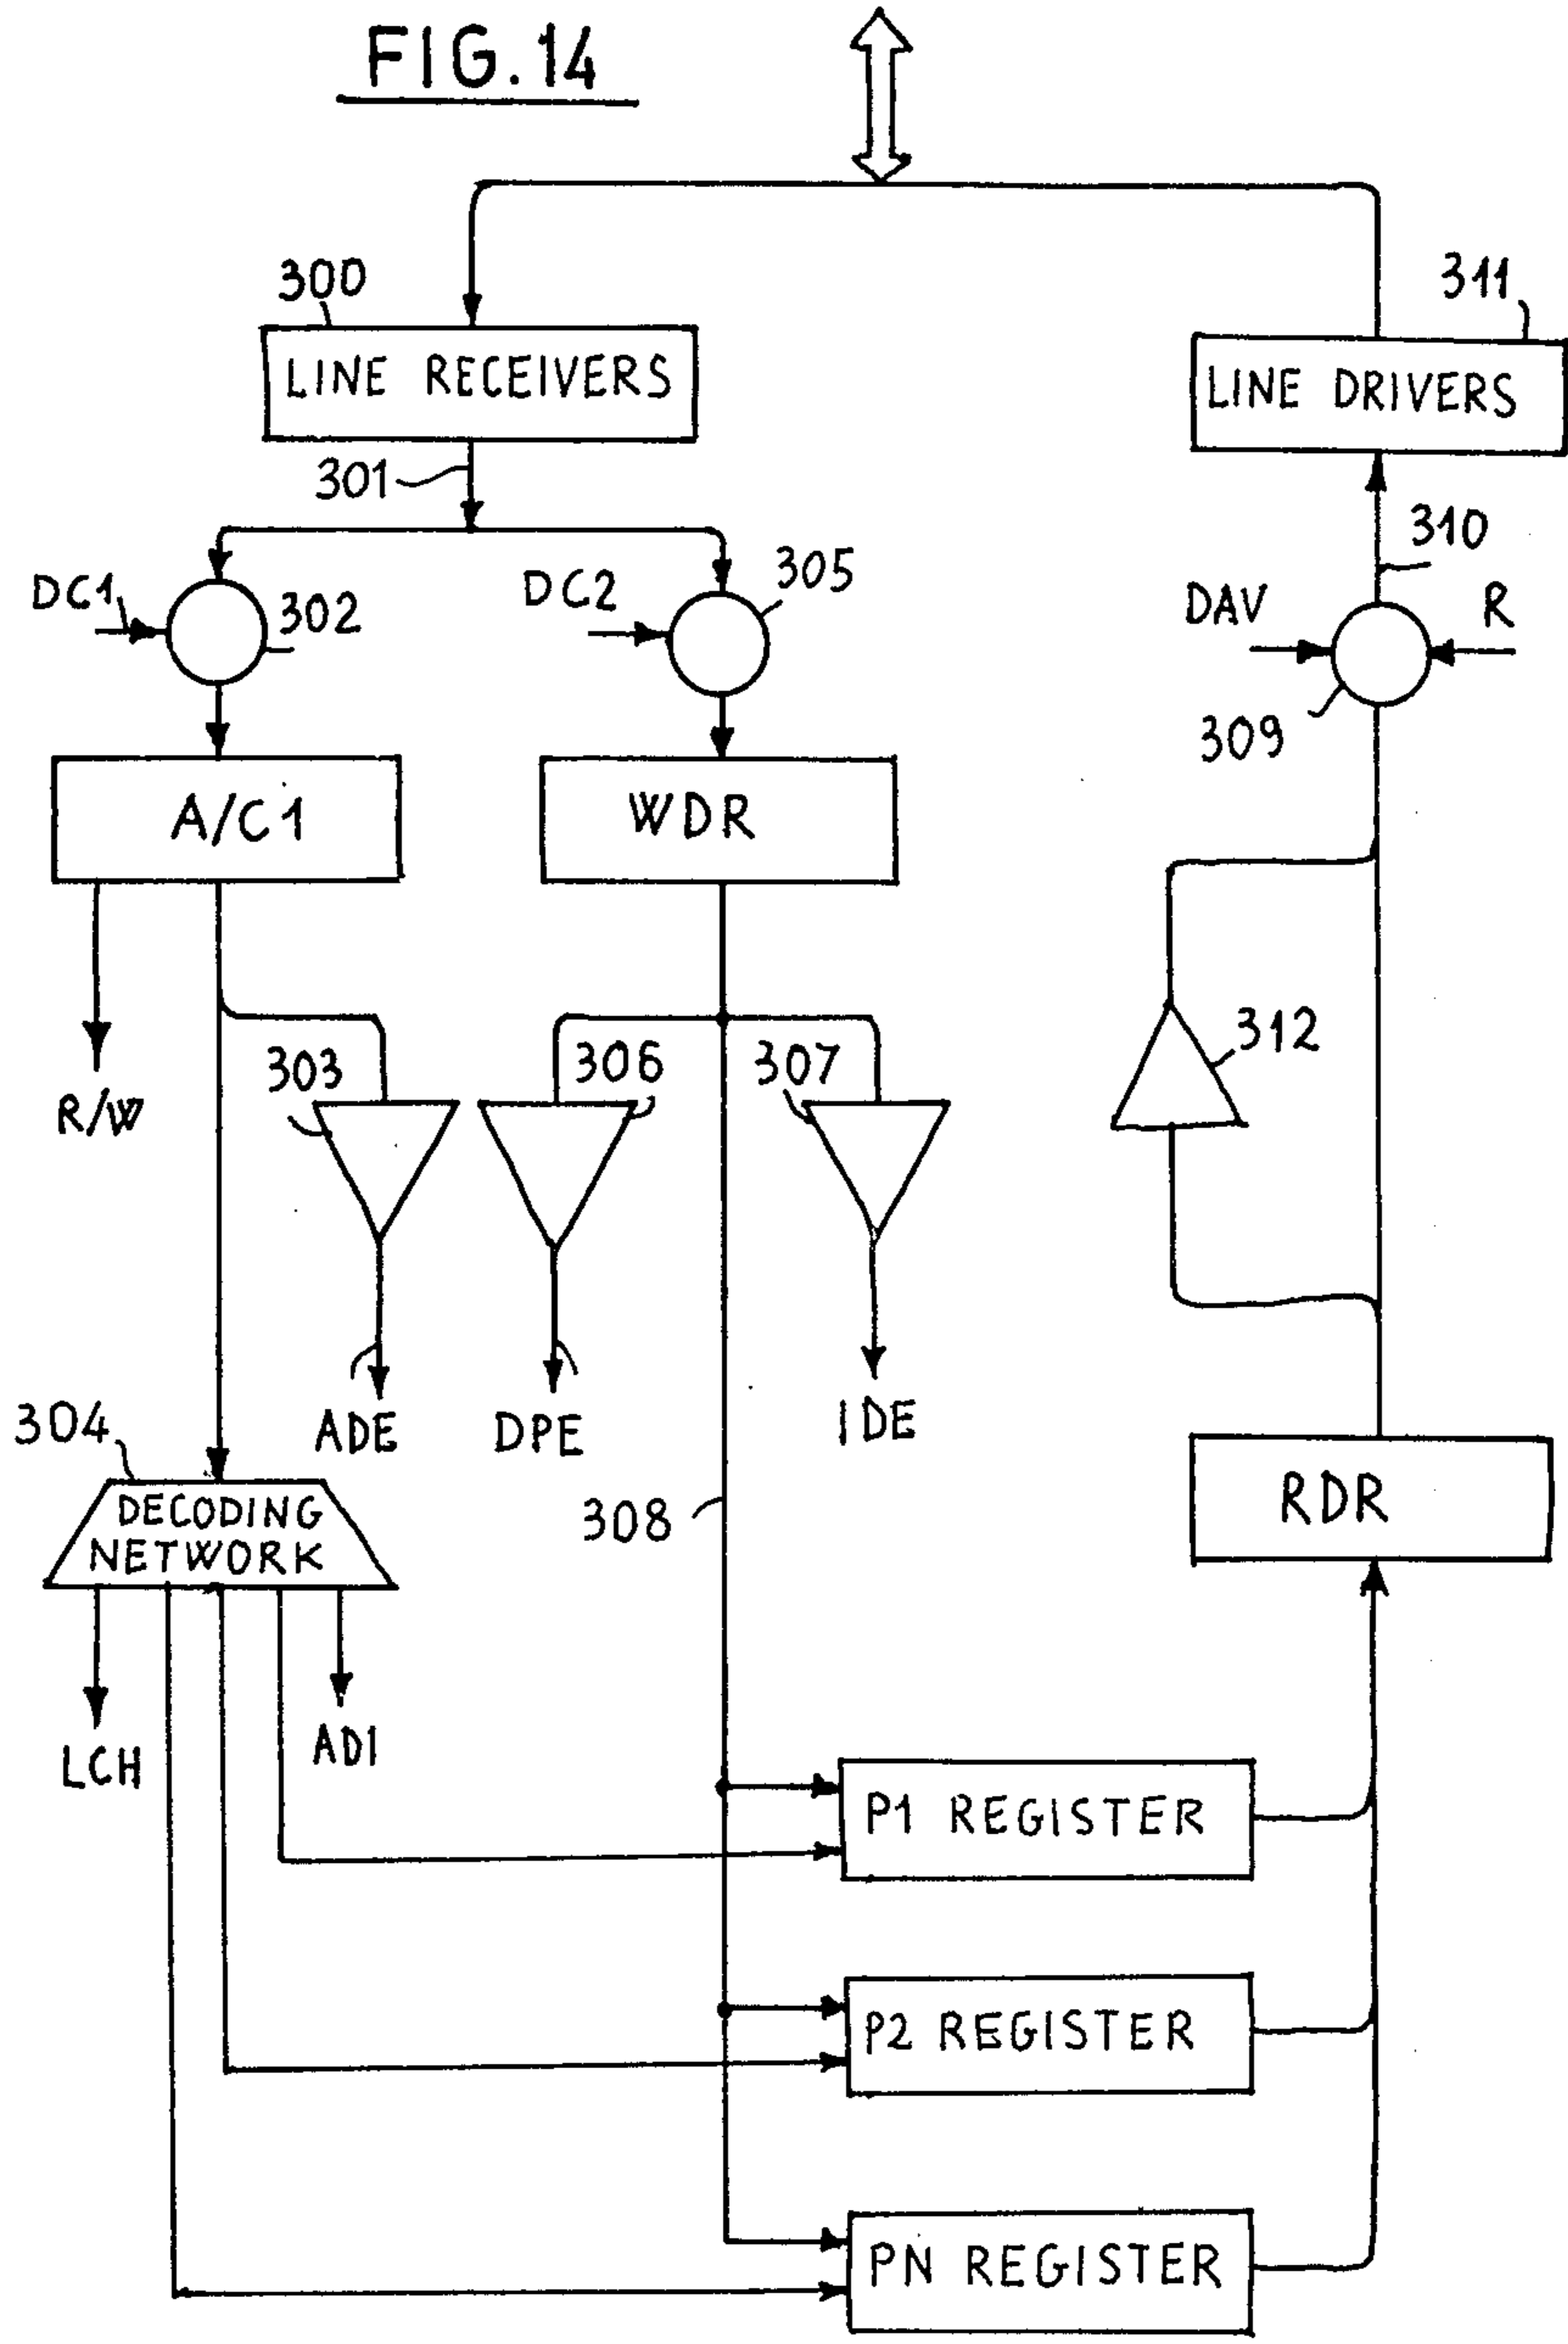 FIG. 14
300
LINE RECEIVERS
311
LINE DRIVERS
301
310
DC1
302
DC2
305
DAV
R
309
A/C1
WDR
R/W
303
306
307
312
ADE
DPE
IDE
304
DECODING
NETWORK
308
RDR
LCH
ADI
P1 REGISTER
P2 REGISTER
PN REGISTER